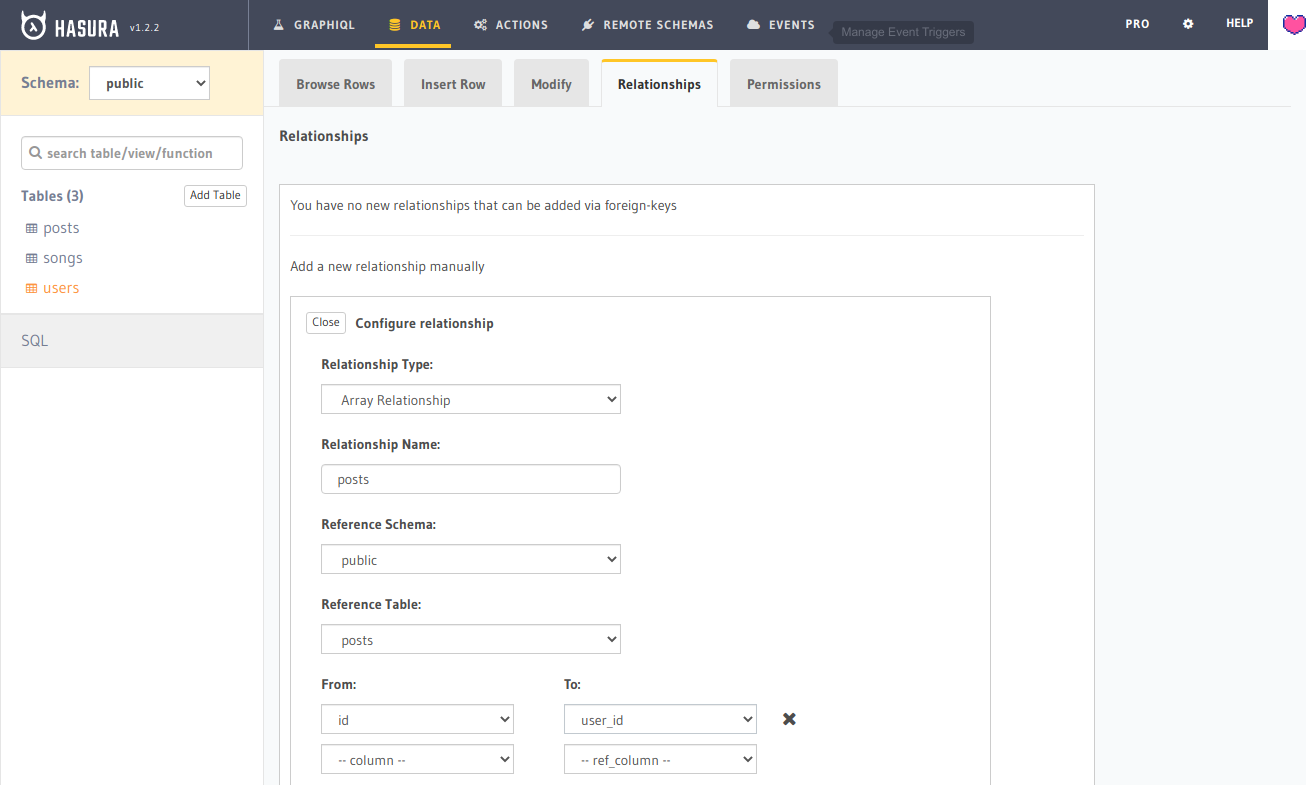 HASURA v1.2.2 GRAPHIQL DATA ACTIONS REMOTE SCHEMAS EVENTS Manage Event Triggers PRO HELP
Schema: public
Browse Rows Insert Row Modify Relationships Permissions
Relationships
search table/view/function
Tables (3) Add Table
posts
songs
users
SQL
You have no new relationships that can be added via foreign-keys
Add a new relationship manually
Close Configure relationship
Relationship Type:
Array Relationship
Relationship Name:
posts
Reference Schema:
public
Reference Table:
posts
From: To:
id user_id
-- column -- -- ref_column --